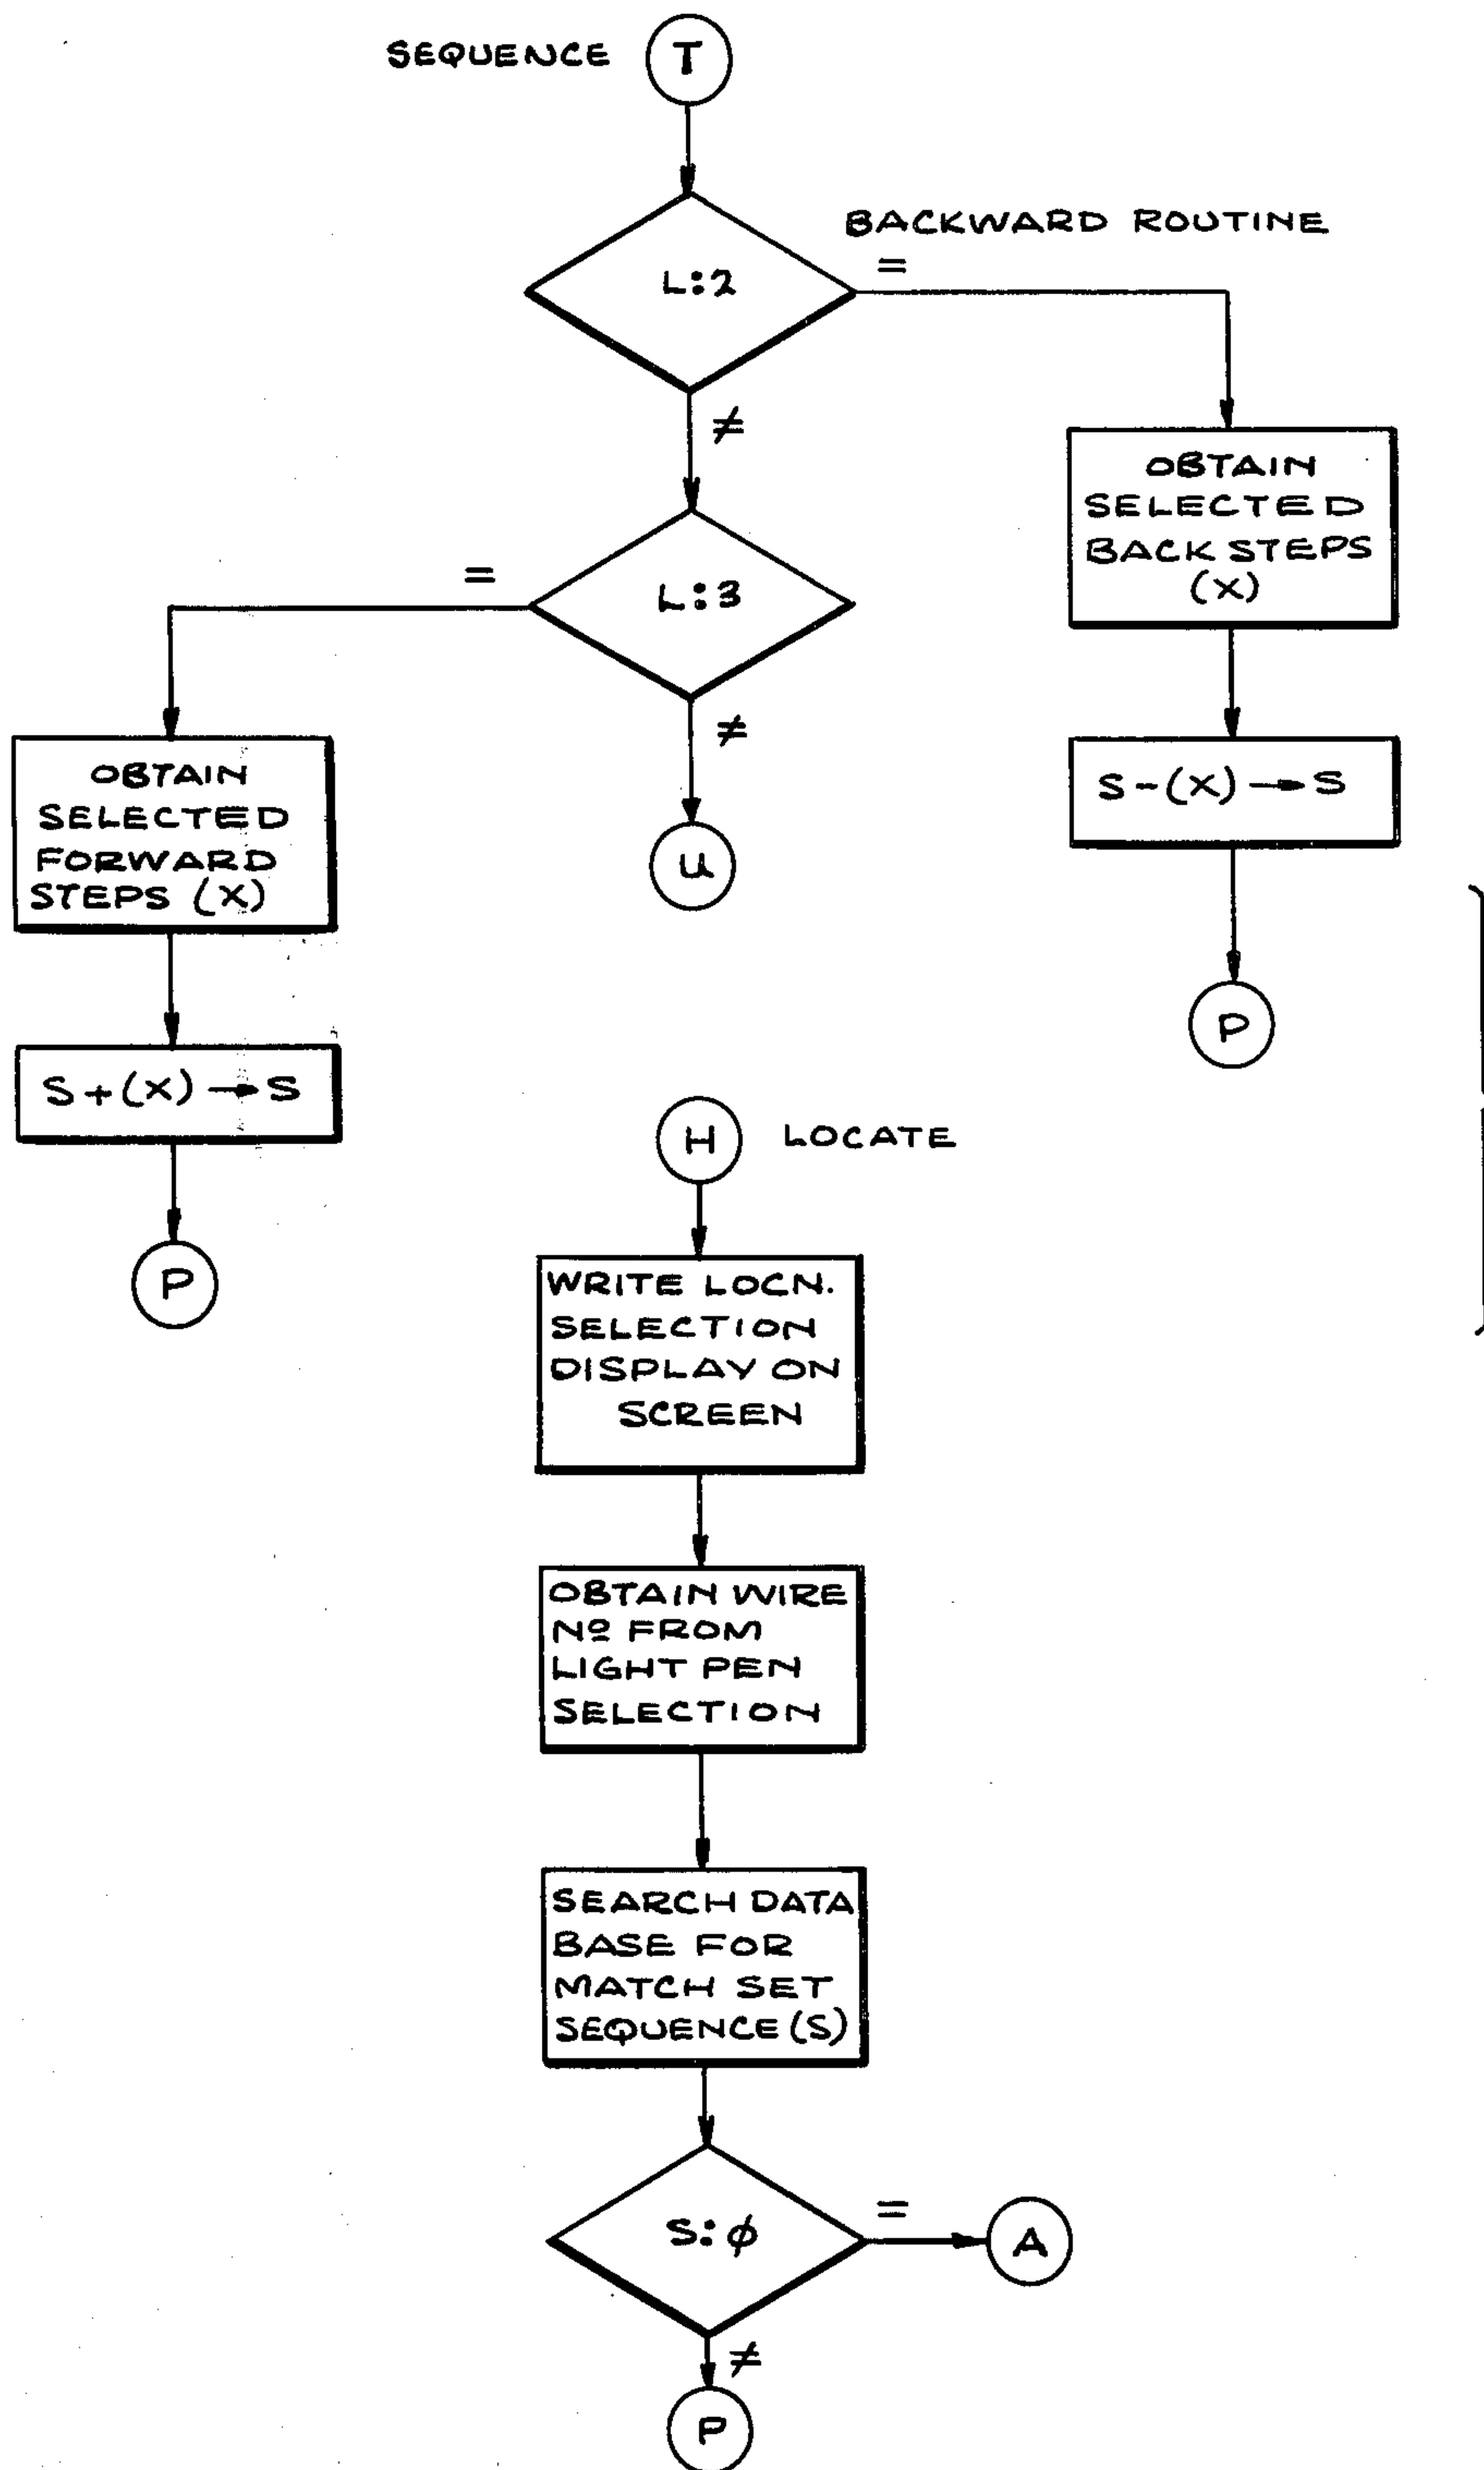 SEQUENCE
T
L:2
BACKWARD ROUTINE
=
≠
OBTAIN
SELECTED
BACK STEPS
(X)
S-(X)→S
P
L:3
=
≠
U
OBTAIN
SELECTED
FORWARD
STEPS (X)
S+(X)→S
P
H
LOCATE
WRITE LOCN.
SELECTION
DISPLAY ON
SCREEN
OBTAIN WIRE
Nº FROM
LIGHT PEN
SELECTION
SEARCH DATA
BASE FOR
MATCH SET
SEQUENCE(S)
S:ϕ
=
A
≠
P